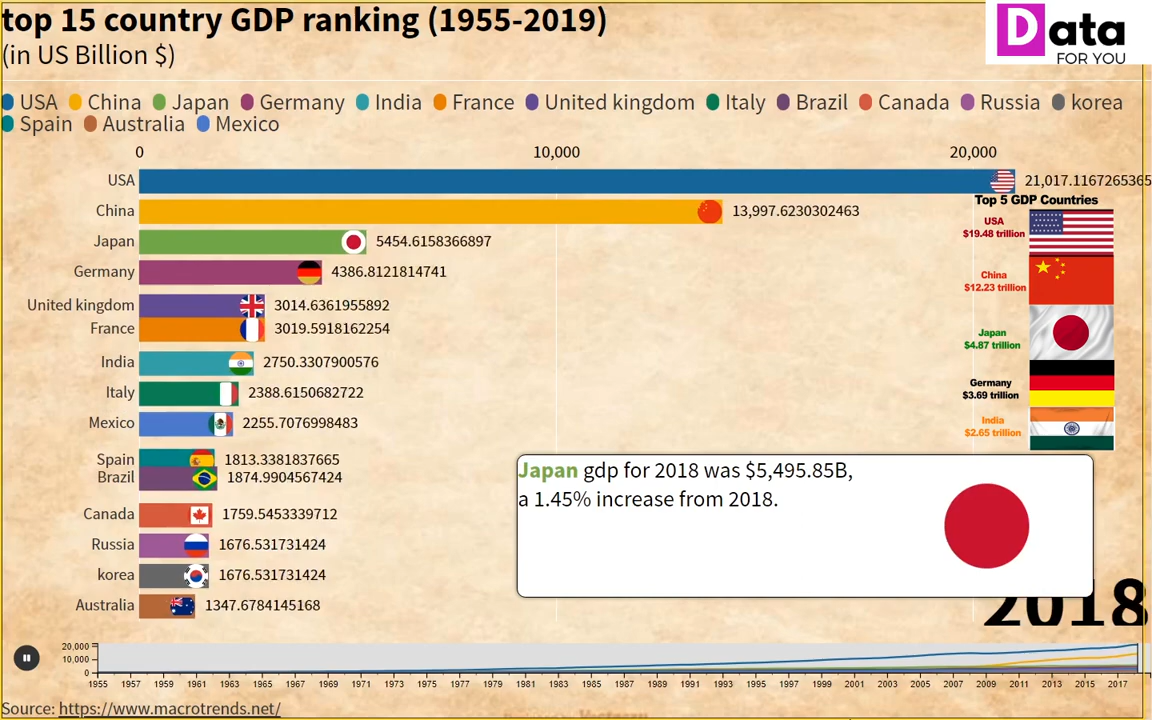 top 15 country GDP ranking (1955-2019)
(in US Billion $)
Data
FOR YOU
USA China Japan Germany India France United kingdom Italy Brazil Canada Russia korea
Spain Australia Mexico
0 10,000 20,000
USA 21,017.1167265365
China 13,997.6230302463
Japan 5454.6158366897
Germany 4386.8121814741
United kingdom 3014.6361955892
France 3019.5918162254
India 2750.3307900576
Italy 2388.6150682722
Mexico 2255.7076998483
Spain 1813.3381837665
Brazil 1874.9904567424
Canada 1759.5453339712
Russia 1676.531731424
korea 1676.531731424
Australia 1347.6784145168
Top 5 GDP Countries
USA
$19.48 trillion
China
$12.23 trillion
Japan
$4.87 trillion
Germany
$3.69 trillion
India
$2.65 trillion
Japan gdp for 2018 was $5,495.85B,
a 1.45% increase from 2018.
2018
20,000
10,000
0
1955 1957 1959 1961 1963 1965 1967 1969 1971 1973 1975 1977 1979 1981 1983 1985 1987 1989 1991 1993 1995 1997 1999 2001 2003 2005 2007 2009 2011 2013 2015 2017
Source: https://www.macrotrends.net/